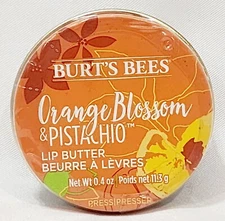 BURT'S BEES
Orange Blossom
& PISTACHIO™
LIP BUTTER
BEURRE À LÈVRES
Net Wt 0.4 oz Poids net 11.3 g
PRESS PRESSER